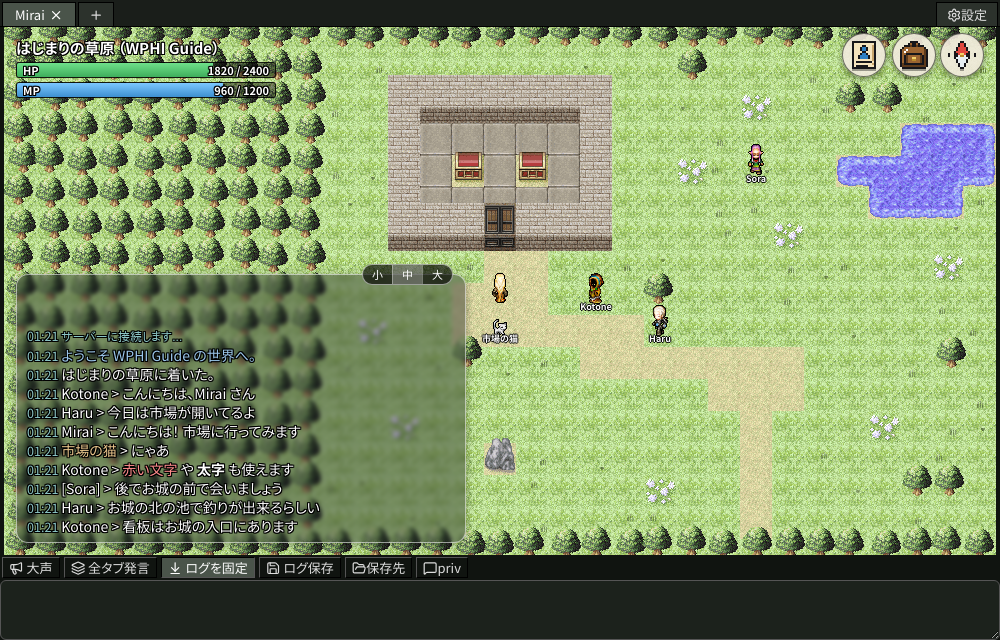 Mirai ×
+
設定
はじまりの草原 (WPHI Guide)
HP 1820 / 2400
MP 960 / 1200
Sora
小 中 大
Kotone
市場の猫
Haru
01:21 サーバーに接続します...
01:21 ようこそ WPHI Guide の世界へ。
01:21 はじまりの草原に着いた。
01:21 Kotone > こんにちは、Mirai さん
01:21 Haru > 今日は市場が開いてるよ
01:21 Mirai > こんにちは! 市場に行ってみます
01:21 市場の猫 > にゃあ
01:21 Kotone > 赤い文字 や 太字 も使えます
01:21 [Sora] > 後でお城の前で会いましょう
01:21 Haru > お城の北の池で釣りが出来るらしい
01:21 Kotone > 看板はお城の入口にあります
大声 全タブ発言 ログを固定 ログ保存 保存先 priv